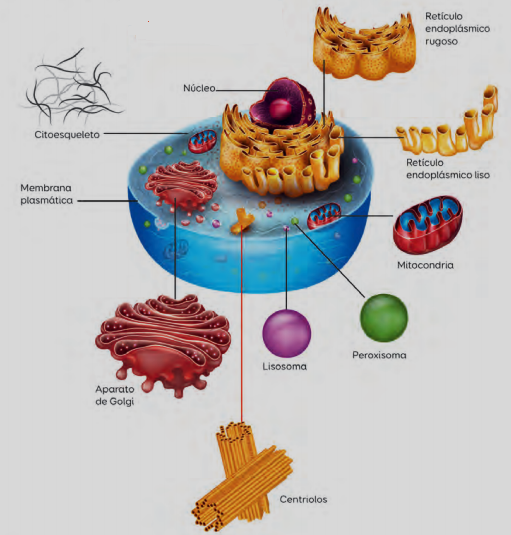 Retículo
endoplásmico
rugoso
Núcleo
Citoesqueleto
Retículo
endoplásmico liso
Membrana
plasmática
Mitocondria
Peroxisoma
Lisosoma
Aparato
de Golgi
Centriolos